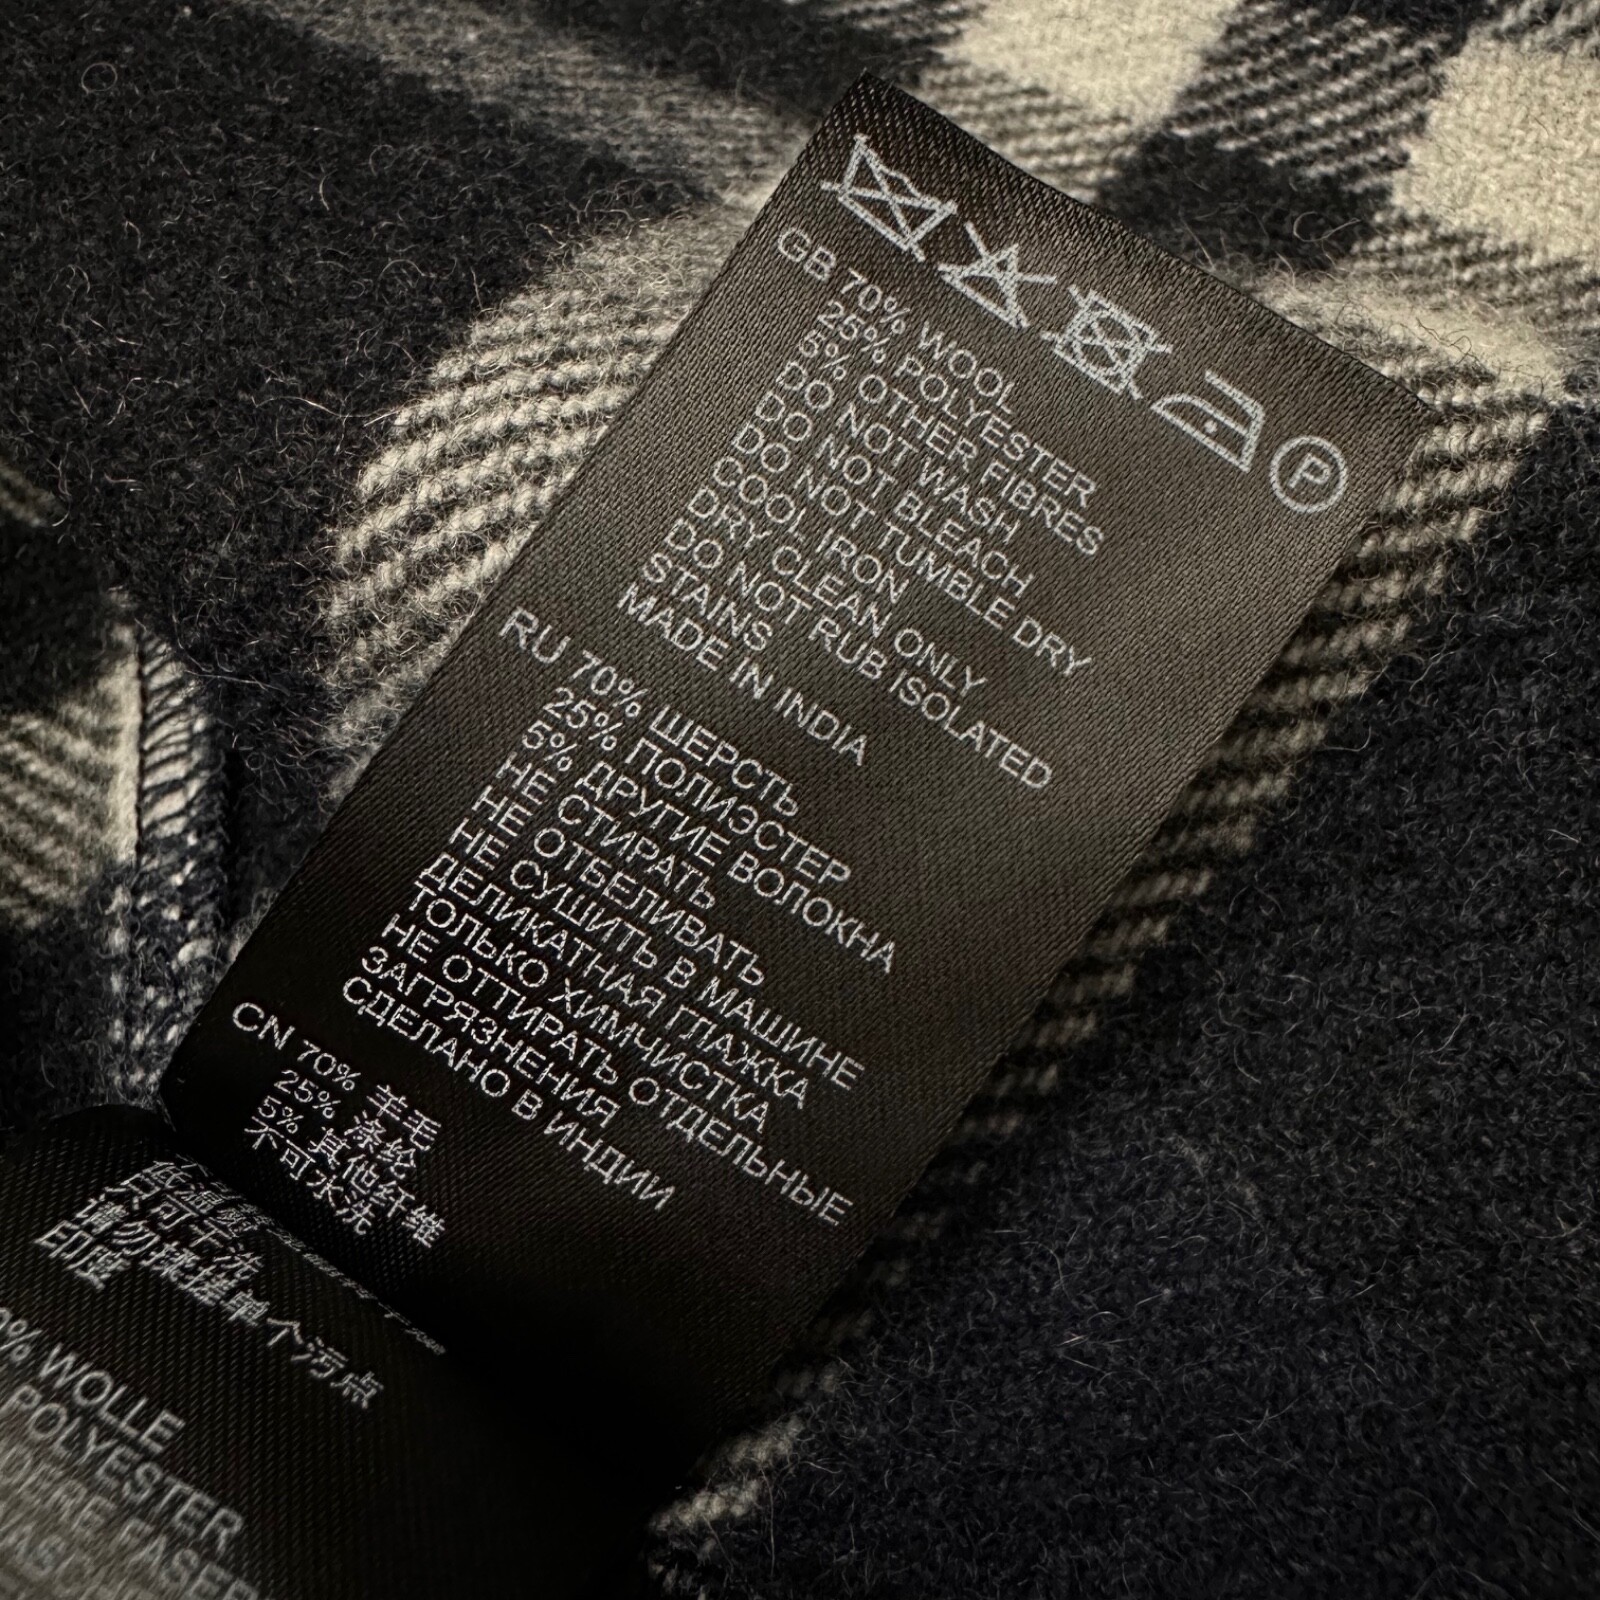 P
GB 70% WOOL
25% POLYESTER
5% OTHER FIBRES
DO NOT WASH
DO NOT BLEACH
DO NOT TUMBLE DRY
COOL IRON
DRY CLEAN ONLY
DO NOT RUB ISOLATED
STAINS
MADE IN INDIA
RU 70% ШЕРСТЬ
25% ПОЛИЭСТЕР
5% ДРУГИЕ ВОЛОКНА
НЕ СТИРАТЬ
НЕ ОТБЕЛИВАТЬ
НЕ СУШИТЬ В МАШИНЕ
ДЕЛИКАТНАЯ ГЛАЖКА
ТОЛЬКО ХИМЧИСТКА
НЕ ОТТИРАТЬ ОТДЕЛЬНЫЕ
ЗАГРЯЗНЕНИЯ
СДЕЛАНО В ИНДИИ
CN 70% 羊毛
25% 涤纶
5% 其他纤维
不可水洗
只可干洗
请勿揉搓单个污点
印度
WOLLE
POLYESTER